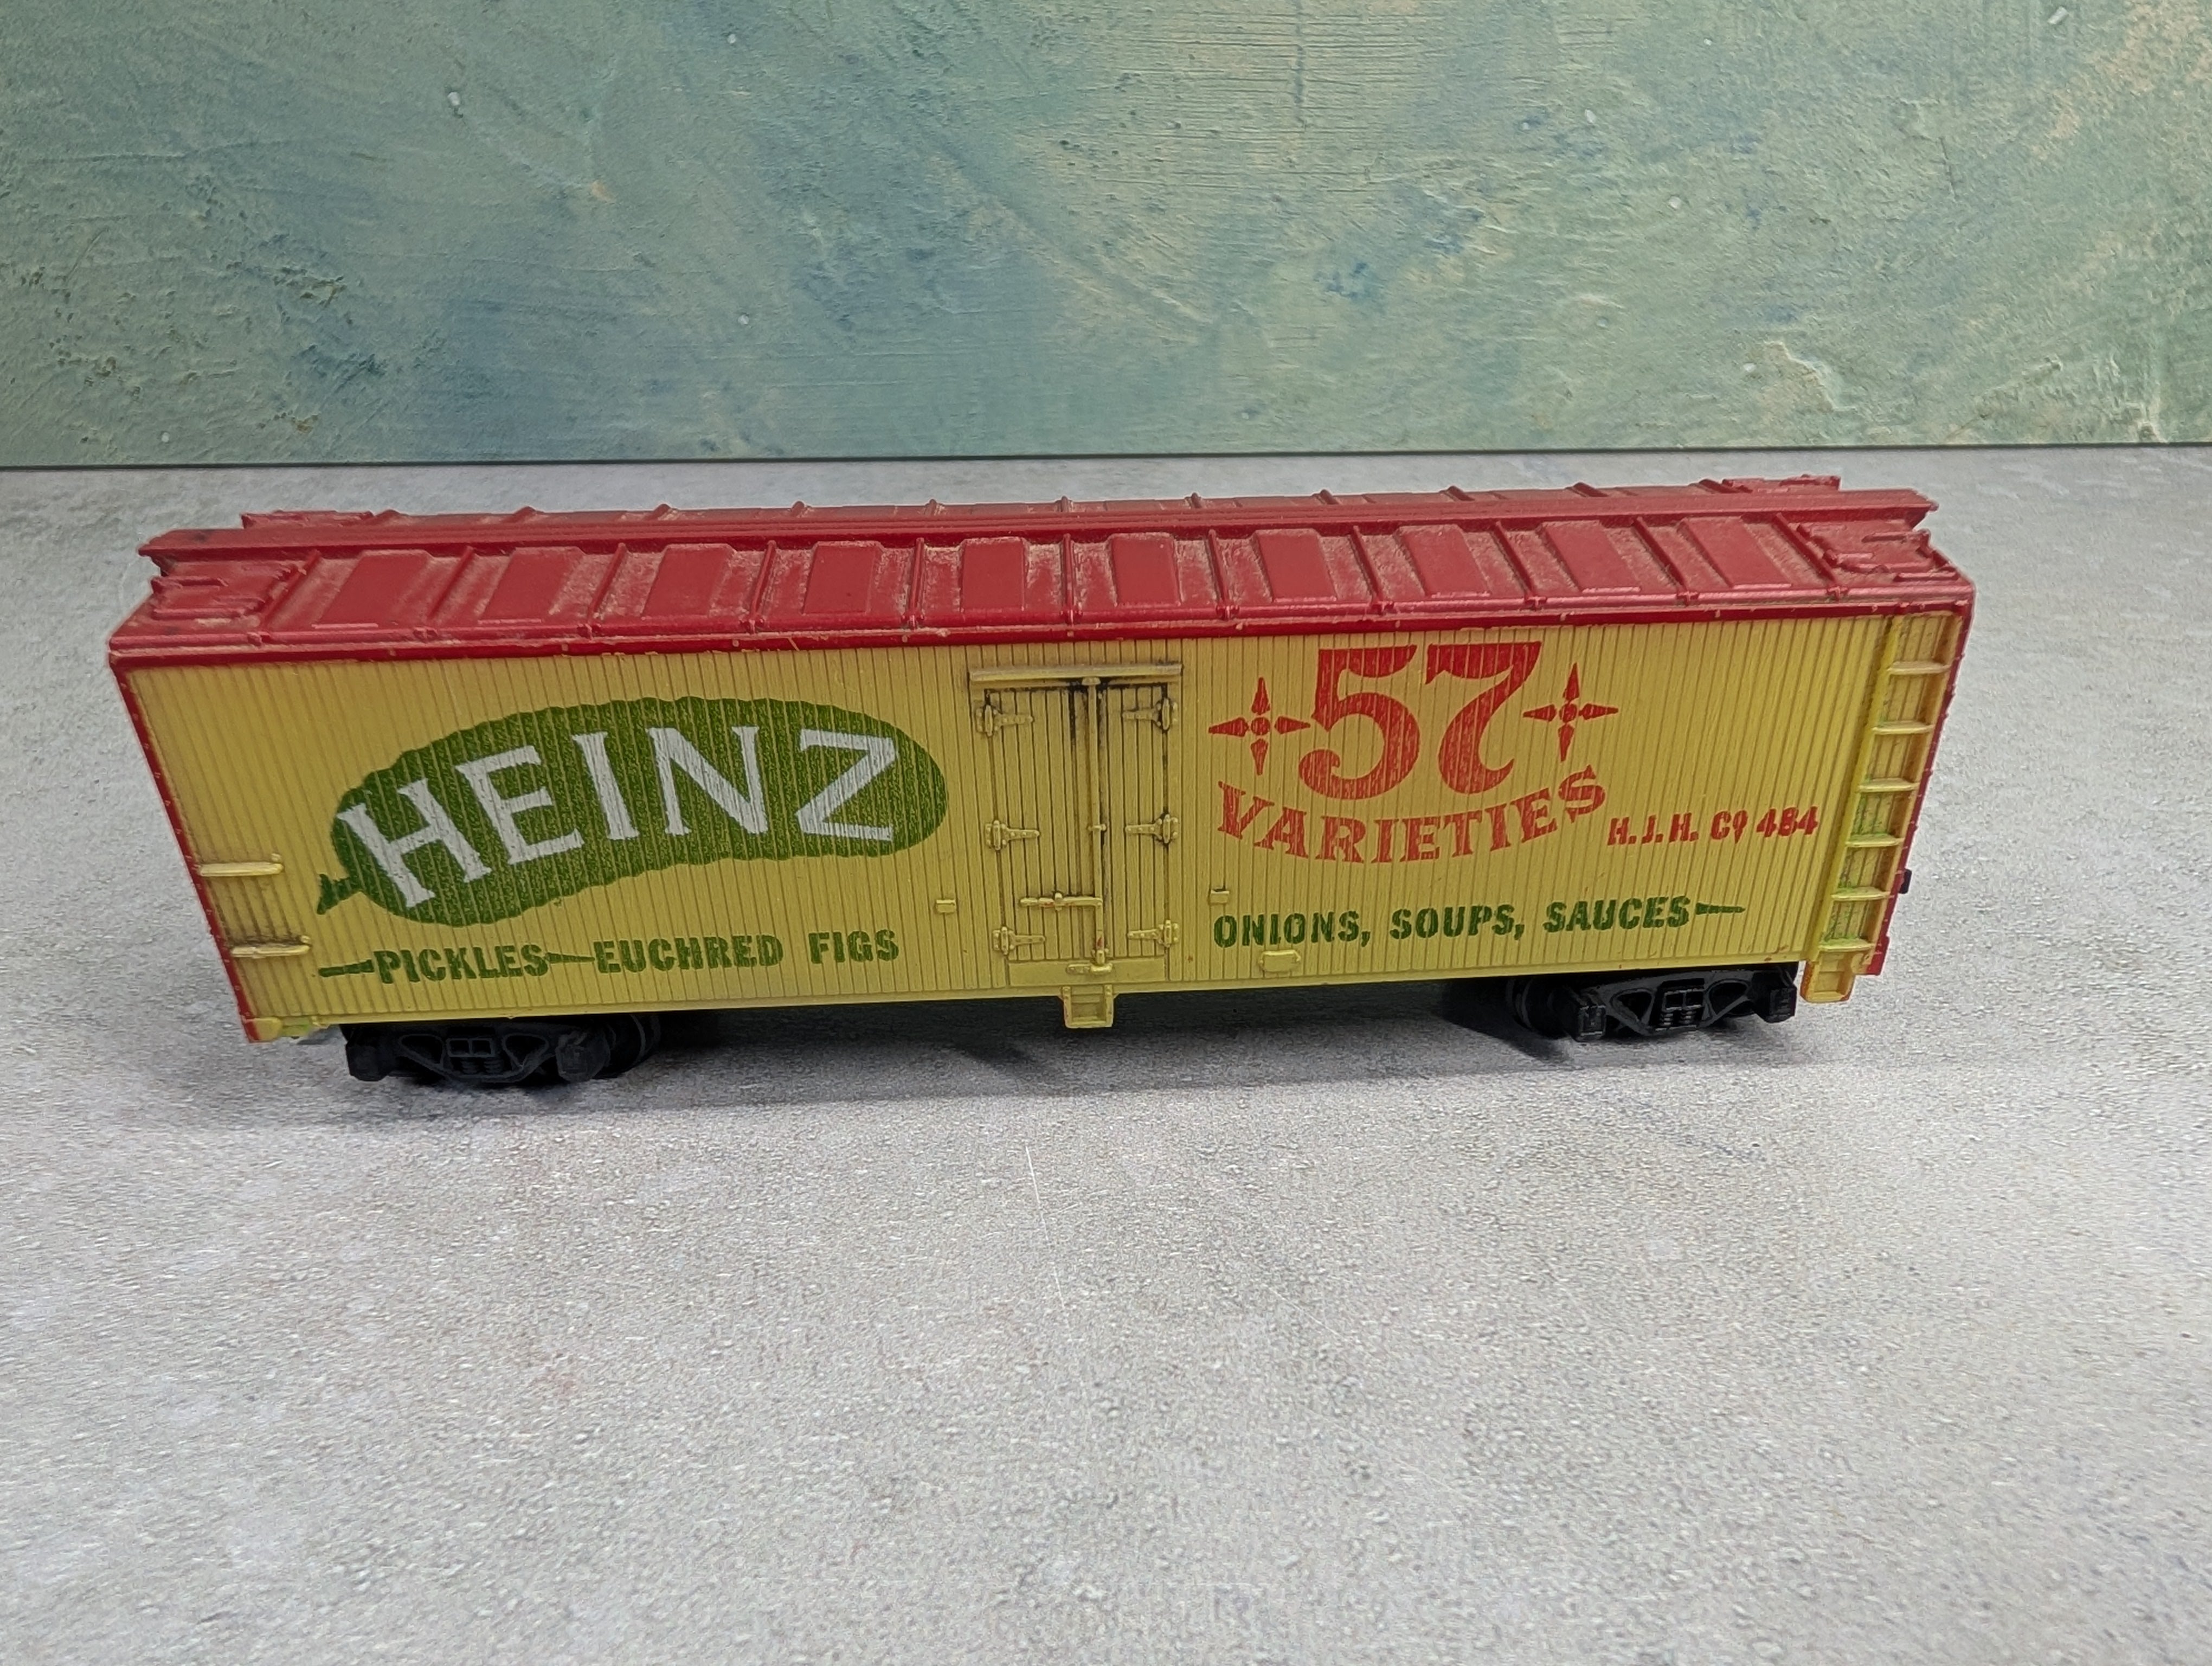 HEINZ
PICKLES EUCHRED FIGS
57
VARIETIES
H.J.H. Co 484
ONIONS, SOUPS, SAUCES